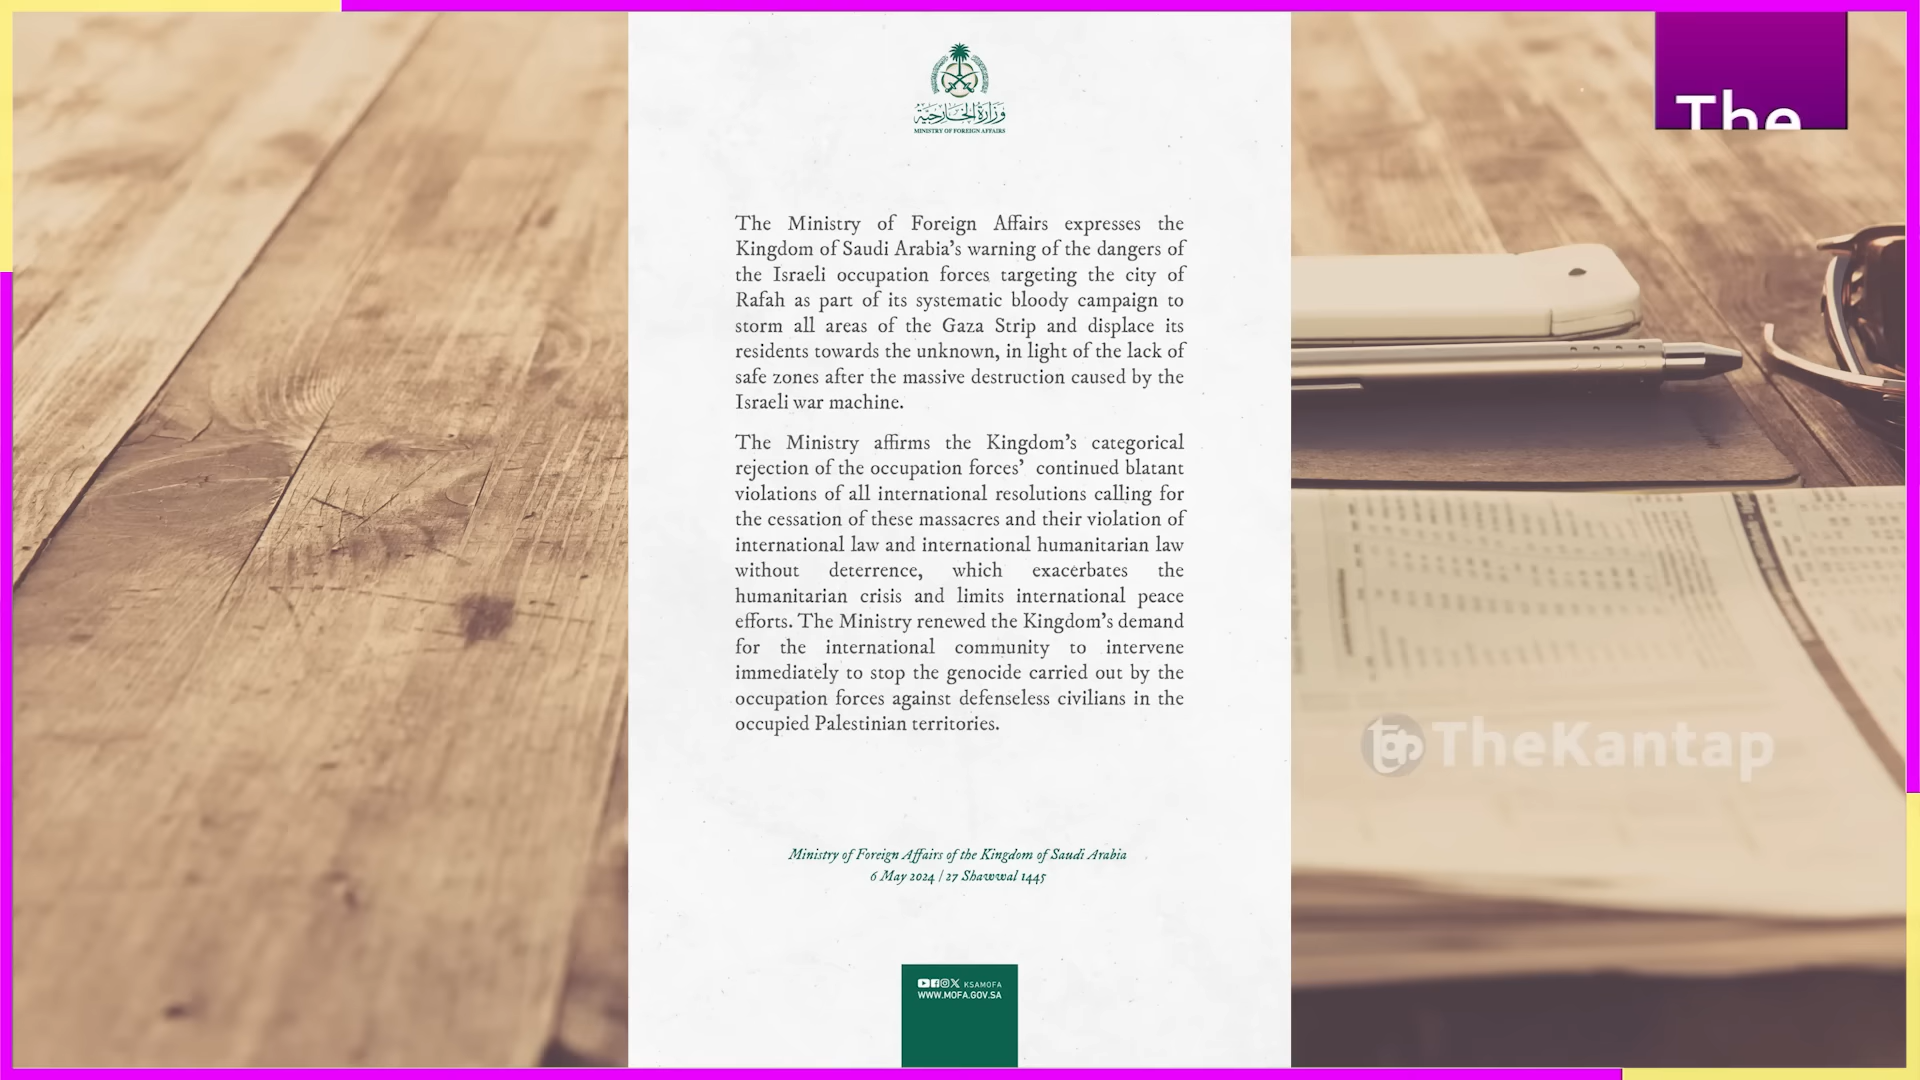 وزارة الخارجية
MINISTRY OF FOREIGN AFFAIRS
The
The Ministry of Foreign Affairs expresses the
Kingdom of Saudi Arabia's warning of the dangers of
the Israeli occupation forces targeting the city of
Rafah as part of its systematic bloody campaign to
storm all areas of the Gaza Strip and displace its
residents towards the unknown, in light of the lack of
safe zones after the massive destruction caused by the
Israeli war machine.
The Ministry affirms the Kingdom's categorical
rejection of the occupation forces' continued blatant
violations of all international resolutions calling for
the cessation of these massacres and their violation of
international law and international humanitarian law
without deterrence, which exacerbates the
humanitarian crisis and limits international peace
efforts. The Ministry renewed the Kingdom's demand
for the international community to intervene
immediately to stop the genocide carried out by the
occupation forces against defenseless civilians in the
occupied Palestinian territories.
TheKantap
Ministry of Foreign Affairs of the Kingdom of Saudi Arabia
6 May 2024 / 27 Shawwal 1445
KSAMOFA
WWW.MOFA.GOV.SA